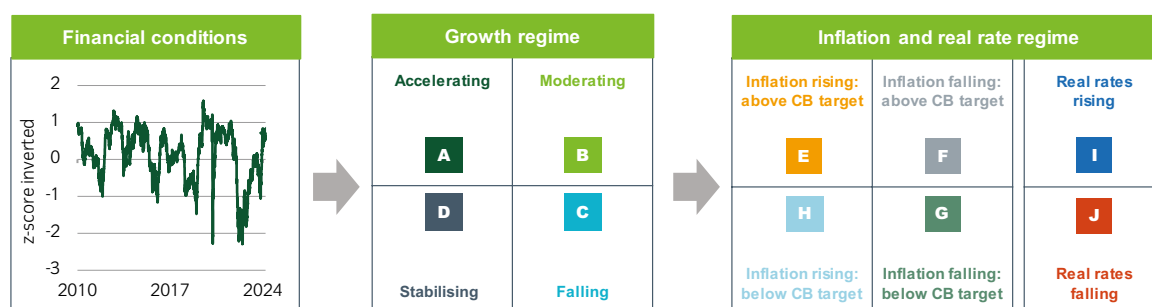 Financial conditions
z-score inverted
2
1
0
-1
-2
-3
2010
2017
2024
Growth regime
Accelerating
Moderating
A
B
D
C
Stabilising
Falling
Inflation and real rate regime
Inflation rising:
above CB target
Inflation falling:
above CB target
Real rates
rising
E
F
I
H
G
J
Inflation rising:
below CB target
Inflation falling:
below CB target
Real rates
falling